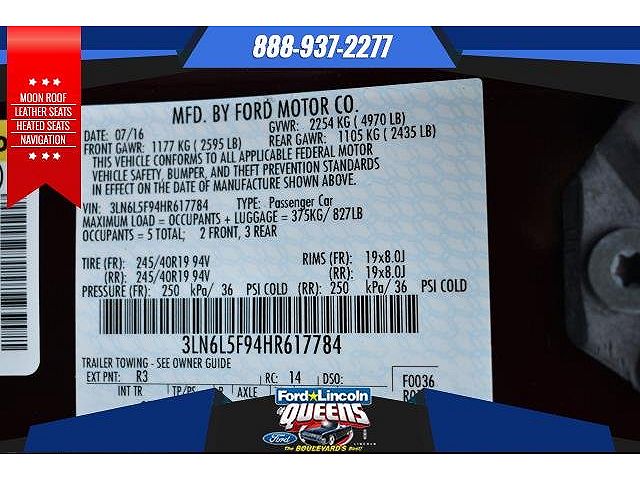 888-937-2277
MOON ROOF
LEATHER SEATS
HEATED SEATS
NAVIGATION
MFD. BY FORD MOTOR CO.
DATE: 07/16 GVWR: 2254 KG ( 4970 LB)
FRONT GAWR: 1177 KG ( 2595 LB) REAR GAWR: 1105 KG ( 2435 LB)
THIS VEHICLE CONFORMS TO ALL APPLICABLE FEDERAL MOTOR
VEHICLE SAFETY, BUMPER, AND THEFT PREVENTION STANDARDS
IN EFFECT ON THE DATE OF MANUFACTURE SHOWN ABOVE.
VIN: 3LN6L5F94HR617784 TYPE: Passenger Car
MAXIMUM LOAD = OCCUPANTS + LUGGAGE = 375KG/ 827LB
OCCUPANTS = 5 TOTAL; 2 FRONT, 3 REAR
TIRE (FR): 245/40R19 94V RIMS (FR): 19x8.0J
(RR): 245/40R19 94V (RR): 19x8.0J
PRESSURE (FR): 250 kPa/ 36 PSI COLD (RR): 250 kPa/ 36 PSI COLD
3LN6L5F94HR617784
TRAILER TOWING - SEE OWNER GUIDE
EXT PNT: R3 RC: 14 DSO: F0036
INT TR TP/PS AXLE
Ford★Lincoln
of QUEENS
Ford
LINCOLN
The BOULEVARD'S Best!